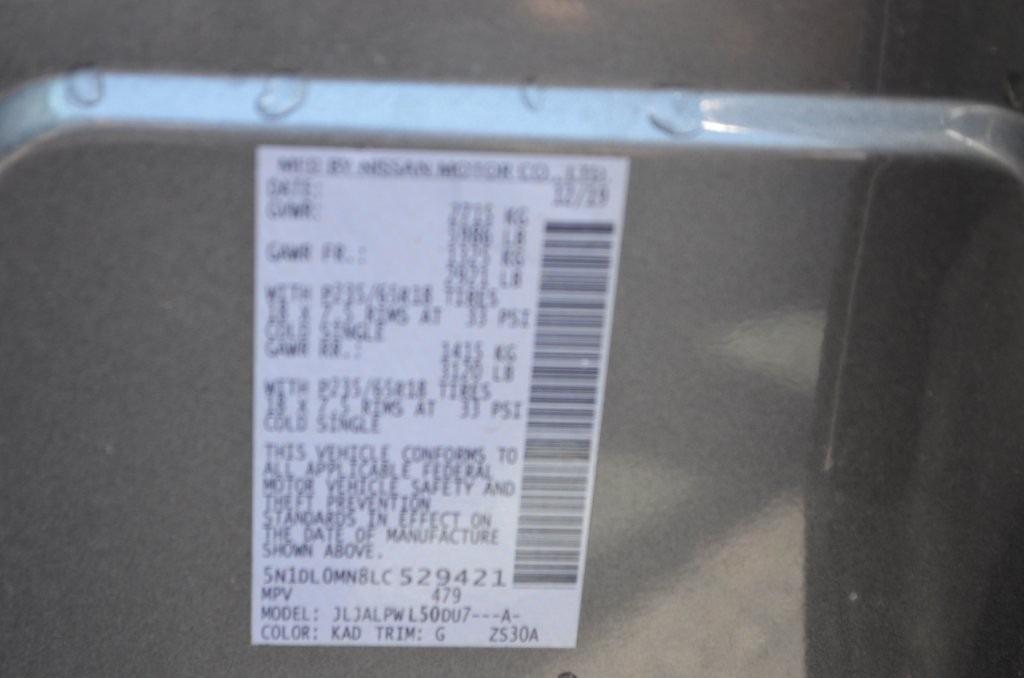 MFD BY NISSAN MOTOR CO., LTD.
DATE: 12/19
GVWR: 2715 KG
5986 LB
GAWR FR.: KG
LB
WITH P235/65R18 TIRES
18 x 7.5 RIMS AT 33 PSI
COLD SINGLE
GAWR RR.: 1415 KG
3120 LB
WITH P235/65R18 TIRES
18 x 7.5 RIMS AT 33 PSI
COLD SINGLE
THIS VEHICLE CONFORMS TO
ALL APPLICABLE FEDERAL
MOTOR VEHICLE SAFETY AND
THEFT PREVENTION
STANDARDS IN EFFECT ON
THE DATE OF MANUFACTURE
SHOWN ABOVE.
5N1DL0MN8LC529421
MPV 479
MODEL: JLJALPWL50DU7---A-
COLOR: KAD TRIM: G ZS30A